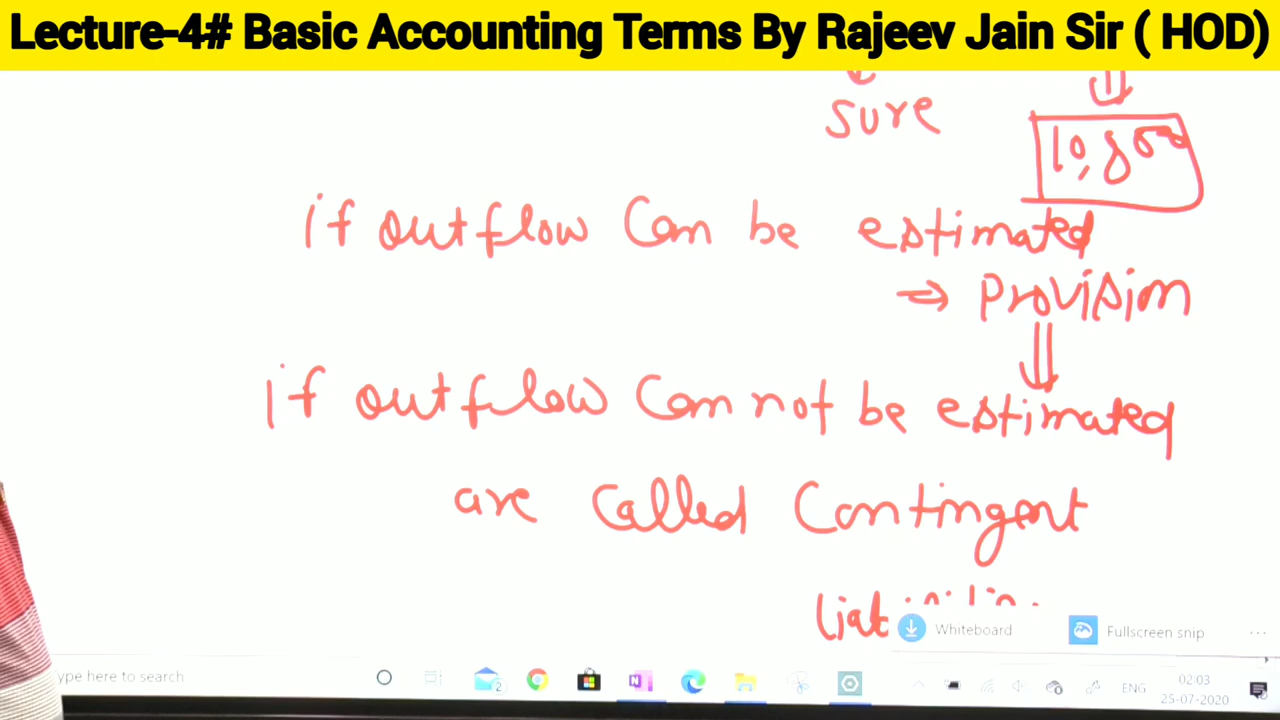 Lecture-4# Basic Accounting Terms By Rajeev Jain Sir ( HOD)
sure
if outflow can be estimated
⇒ Provision
if outflow can not be estimated
are called Contingent
Whiteboard
Fullscreen snip
ype here to search
2
ENG
02:03
25-07-2020